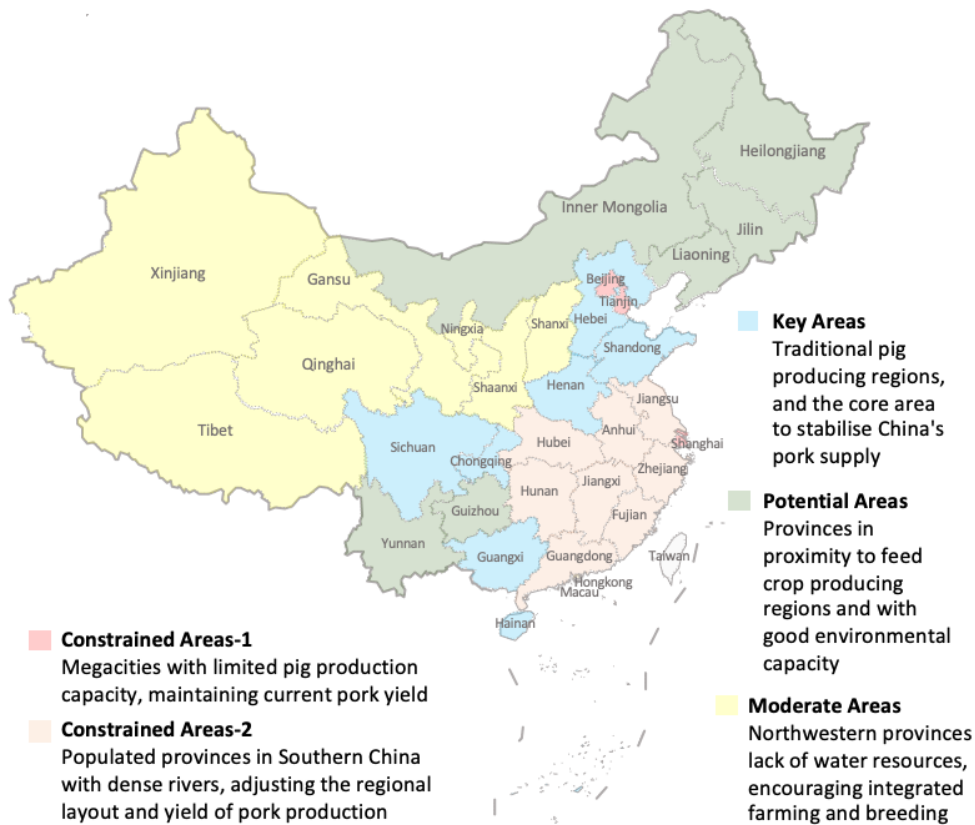 Heilongjiang
Inner Mongolia
Jilin
Liaoning
Xinjiang
Gansu
Beijing
Tianjin
Ningxia
Shanxi
Hebei
Shandong
Qinghai
Shaanxi
Henan
Jiangsu
Tibet
Sichuan
Chongqing
Hubei
Anhui
Shanghai
Zhejiang
Hunan
Jiangxi
Guizhou
Fujian
Yunnan
Guangxi
Guangdong
Taiwan
Hongkong
Macau
Hainan
Key Areas
Traditional pig
producing regions,
and the core area
to stabilise China's
pork supply
Potential Areas
Provinces in
proximity to feed
crop producing
regions and with
good environmental
capacity
Moderate Areas
Northwestern provinces
lack of water resources,
encouraging integrated
farming and breeding
Constrained Areas-1
Megacities with limited pig production
capacity, maintaining current pork yield
Constrained Areas-2
Populated provinces in Southern China
with dense rivers, adjusting the regional
layout and yield of pork production